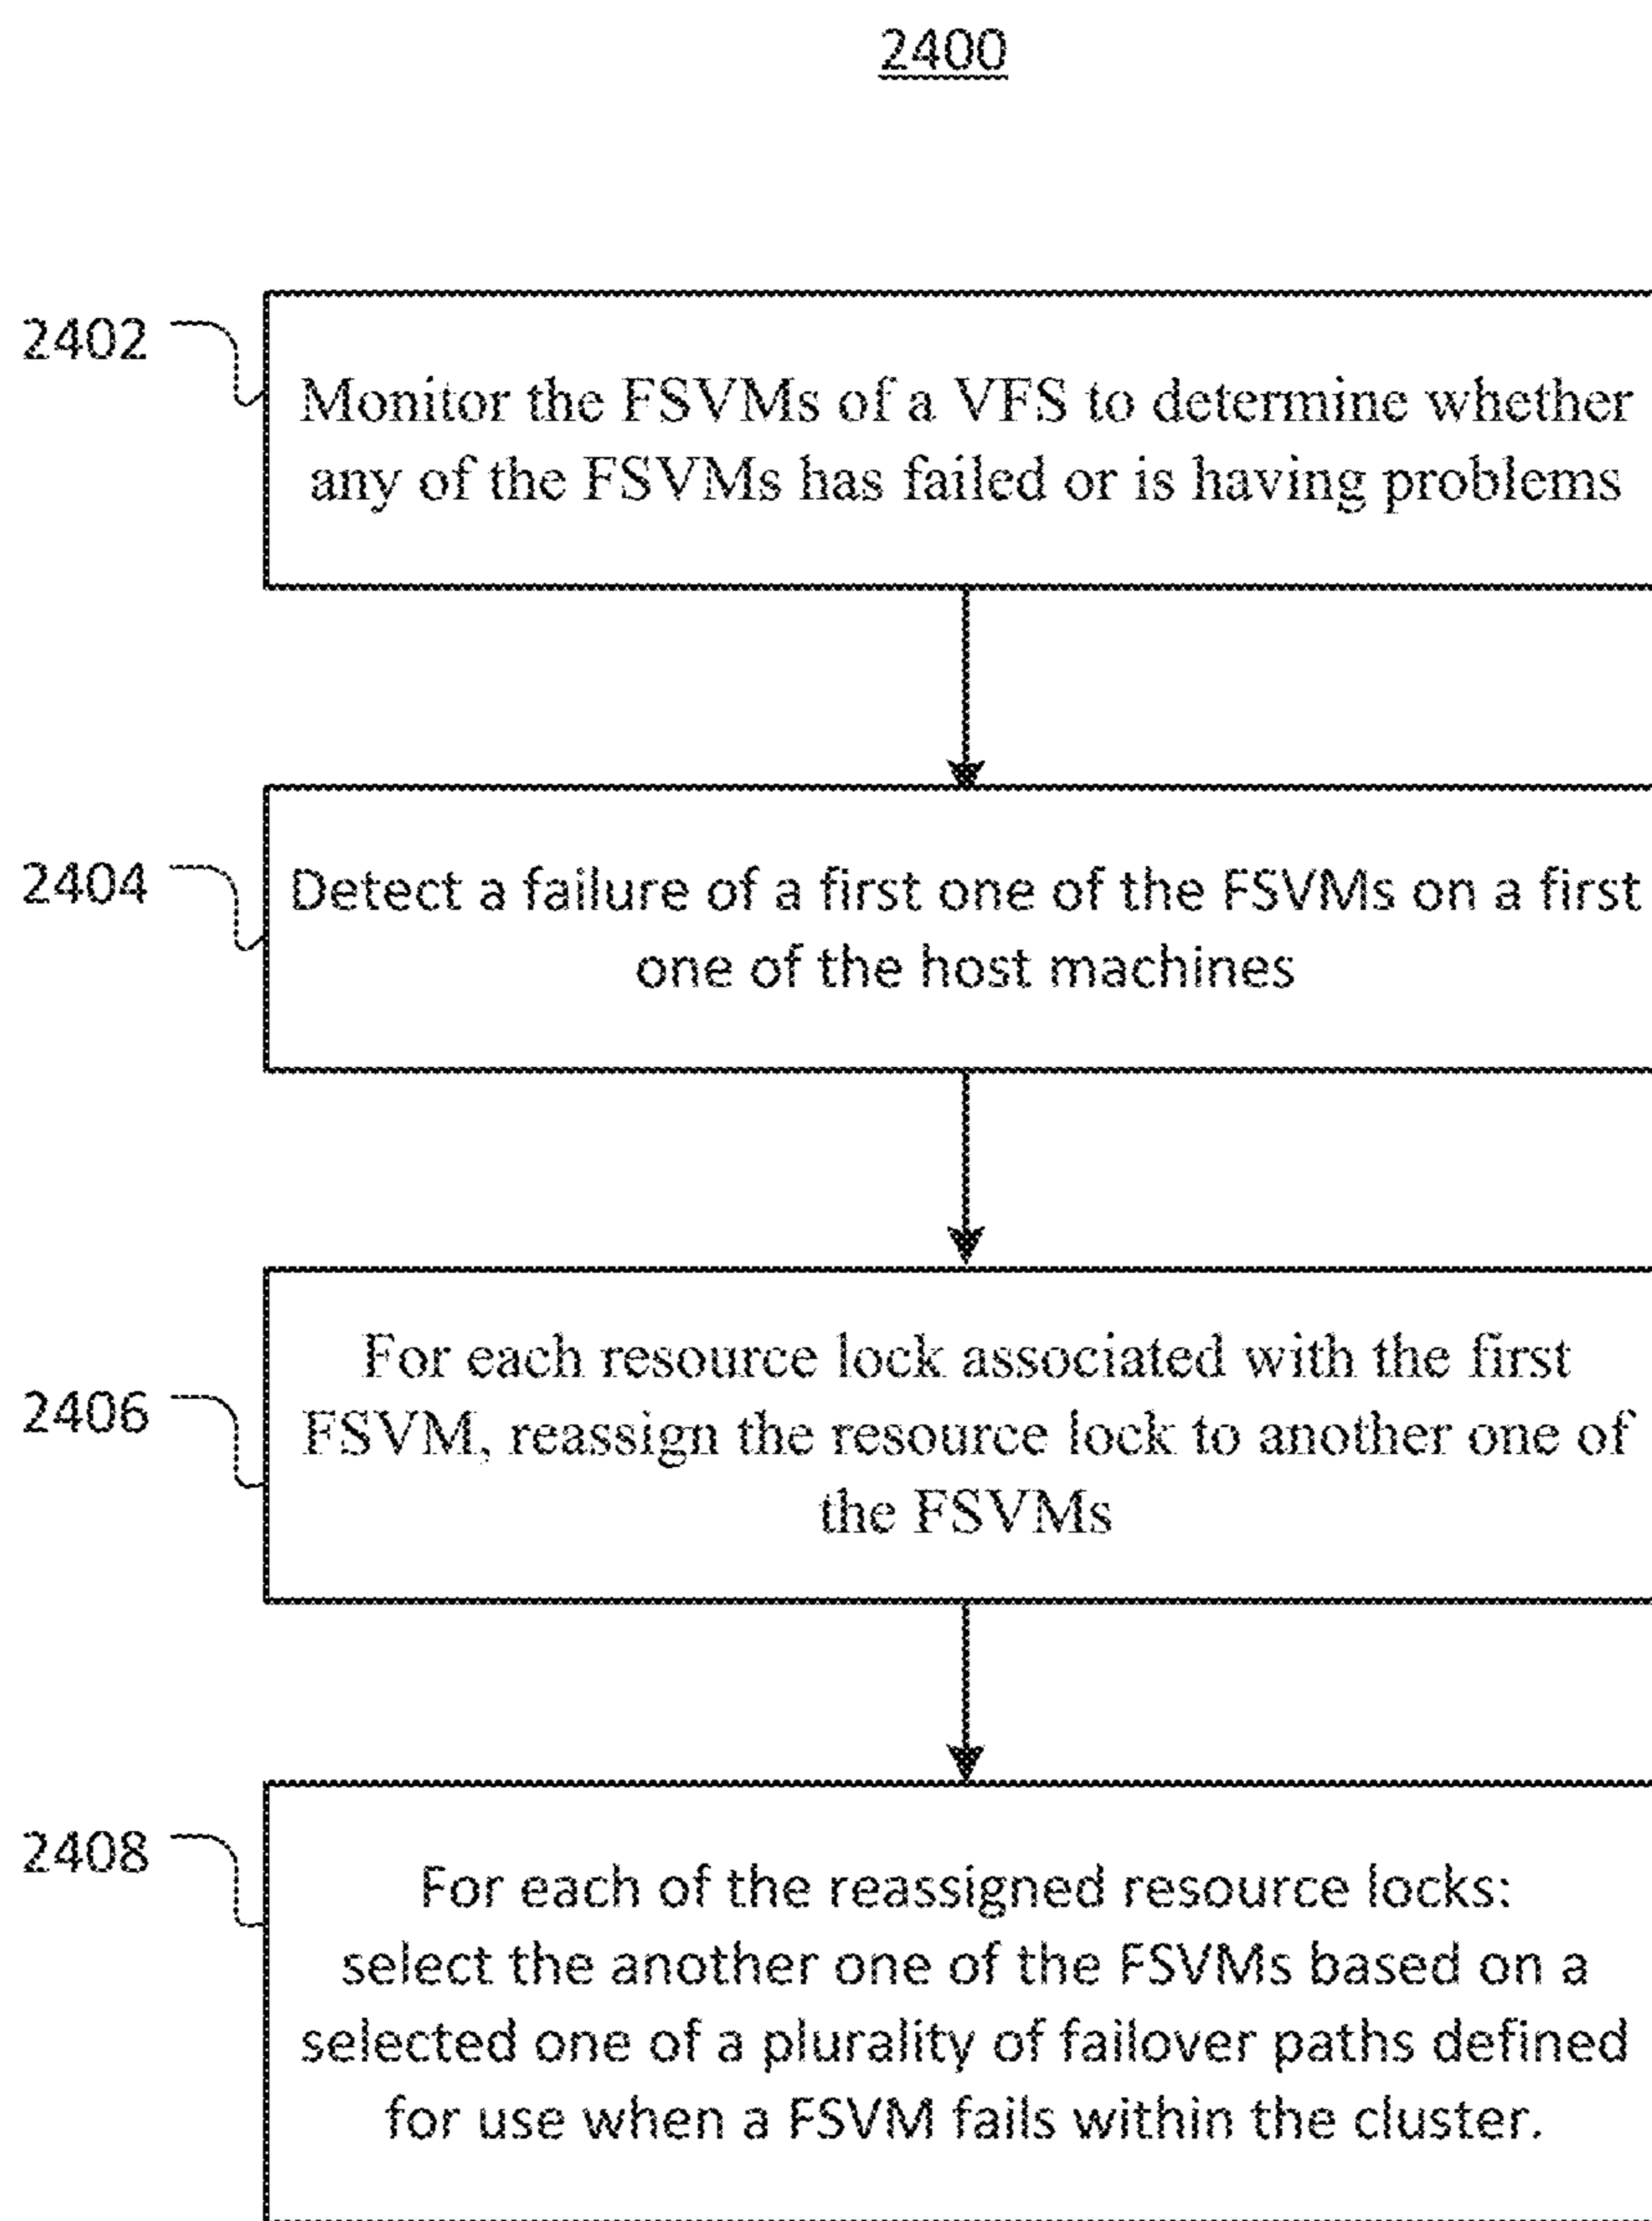 2400
2402
Monitor the FSVMs of a VFS to determine whether
any of the FSVMs has failed or is having problems
2404
Detect a failure of a first one of the FSVMs on a first
one of the host machines
2406
For each resource lock associated with the first
FSVM, reassign the resource lock to another one of
the FSVMs
2408
For each of the reassigned resource locks:
select the another one of the FSVMs based on a
selected one of a plurality of failover paths defined
for use when a FSVM fails within the cluster.